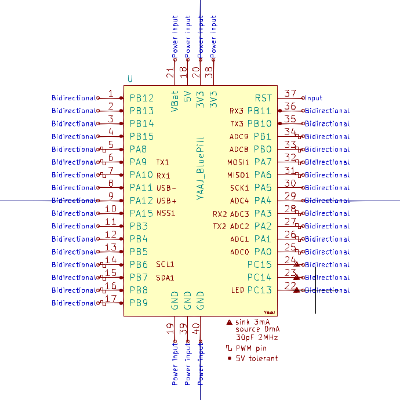 Power input
Power input
Power input
Power input
21
18
20
38
U
VBat
5V
3V3
3V3
Bidirectional 1 PB12
Bidirectional 2 PB13
Bidirectional 3 PB14
Bidirectional 4 PB15
Bidirectional 5 PA8
Bidirectional 6 PA9 TX1
Bidirectional 7 PA10 RX1
Bidirectional 8 PA11 USB-
Bidirectional 9 PA12 USB+
Bidirectional 10 PA15 NSS1
Bidirectional 11 PB3
Bidirectional 12 PB4
Bidirectional 13 PB5
Bidirectional 14 PB6 SCL1
Bidirectional 15 PB7 SDA1
Bidirectional 16 PB8
Bidirectional 17 PB9
YAAJ_BluePill
RST 37 Input
RX3 PB11 36 Bidirectional
TX3 PB10 35 Bidirectional
ADC9 PB1 34 Bidirectional
ADC8 PB0 33 Bidirectional
MOSI1 PA7 32 Bidirectional
MISO1 PA6 31 Bidirectional
SCK1 PA5 30 Bidirectional
ADC4 PA4 29 Bidirectional
RX2 ADC3 PA3 28 Bidirectional
TX2 ADC2 PA2 27 Bidirectional
ADC1 PA1 26 Bidirectional
ADC0 PA0 25 Bidirectional
PC15 24 Bidirectional
PC14 23 Bidirectional
LED PC13 22 Bidirectional
GND
GND
GND
YAAJ
19
39
40
Power input
Power input
Power input
sink 3mA
source 0mA
30pF 2MHz
PWM pin
5V tolerant